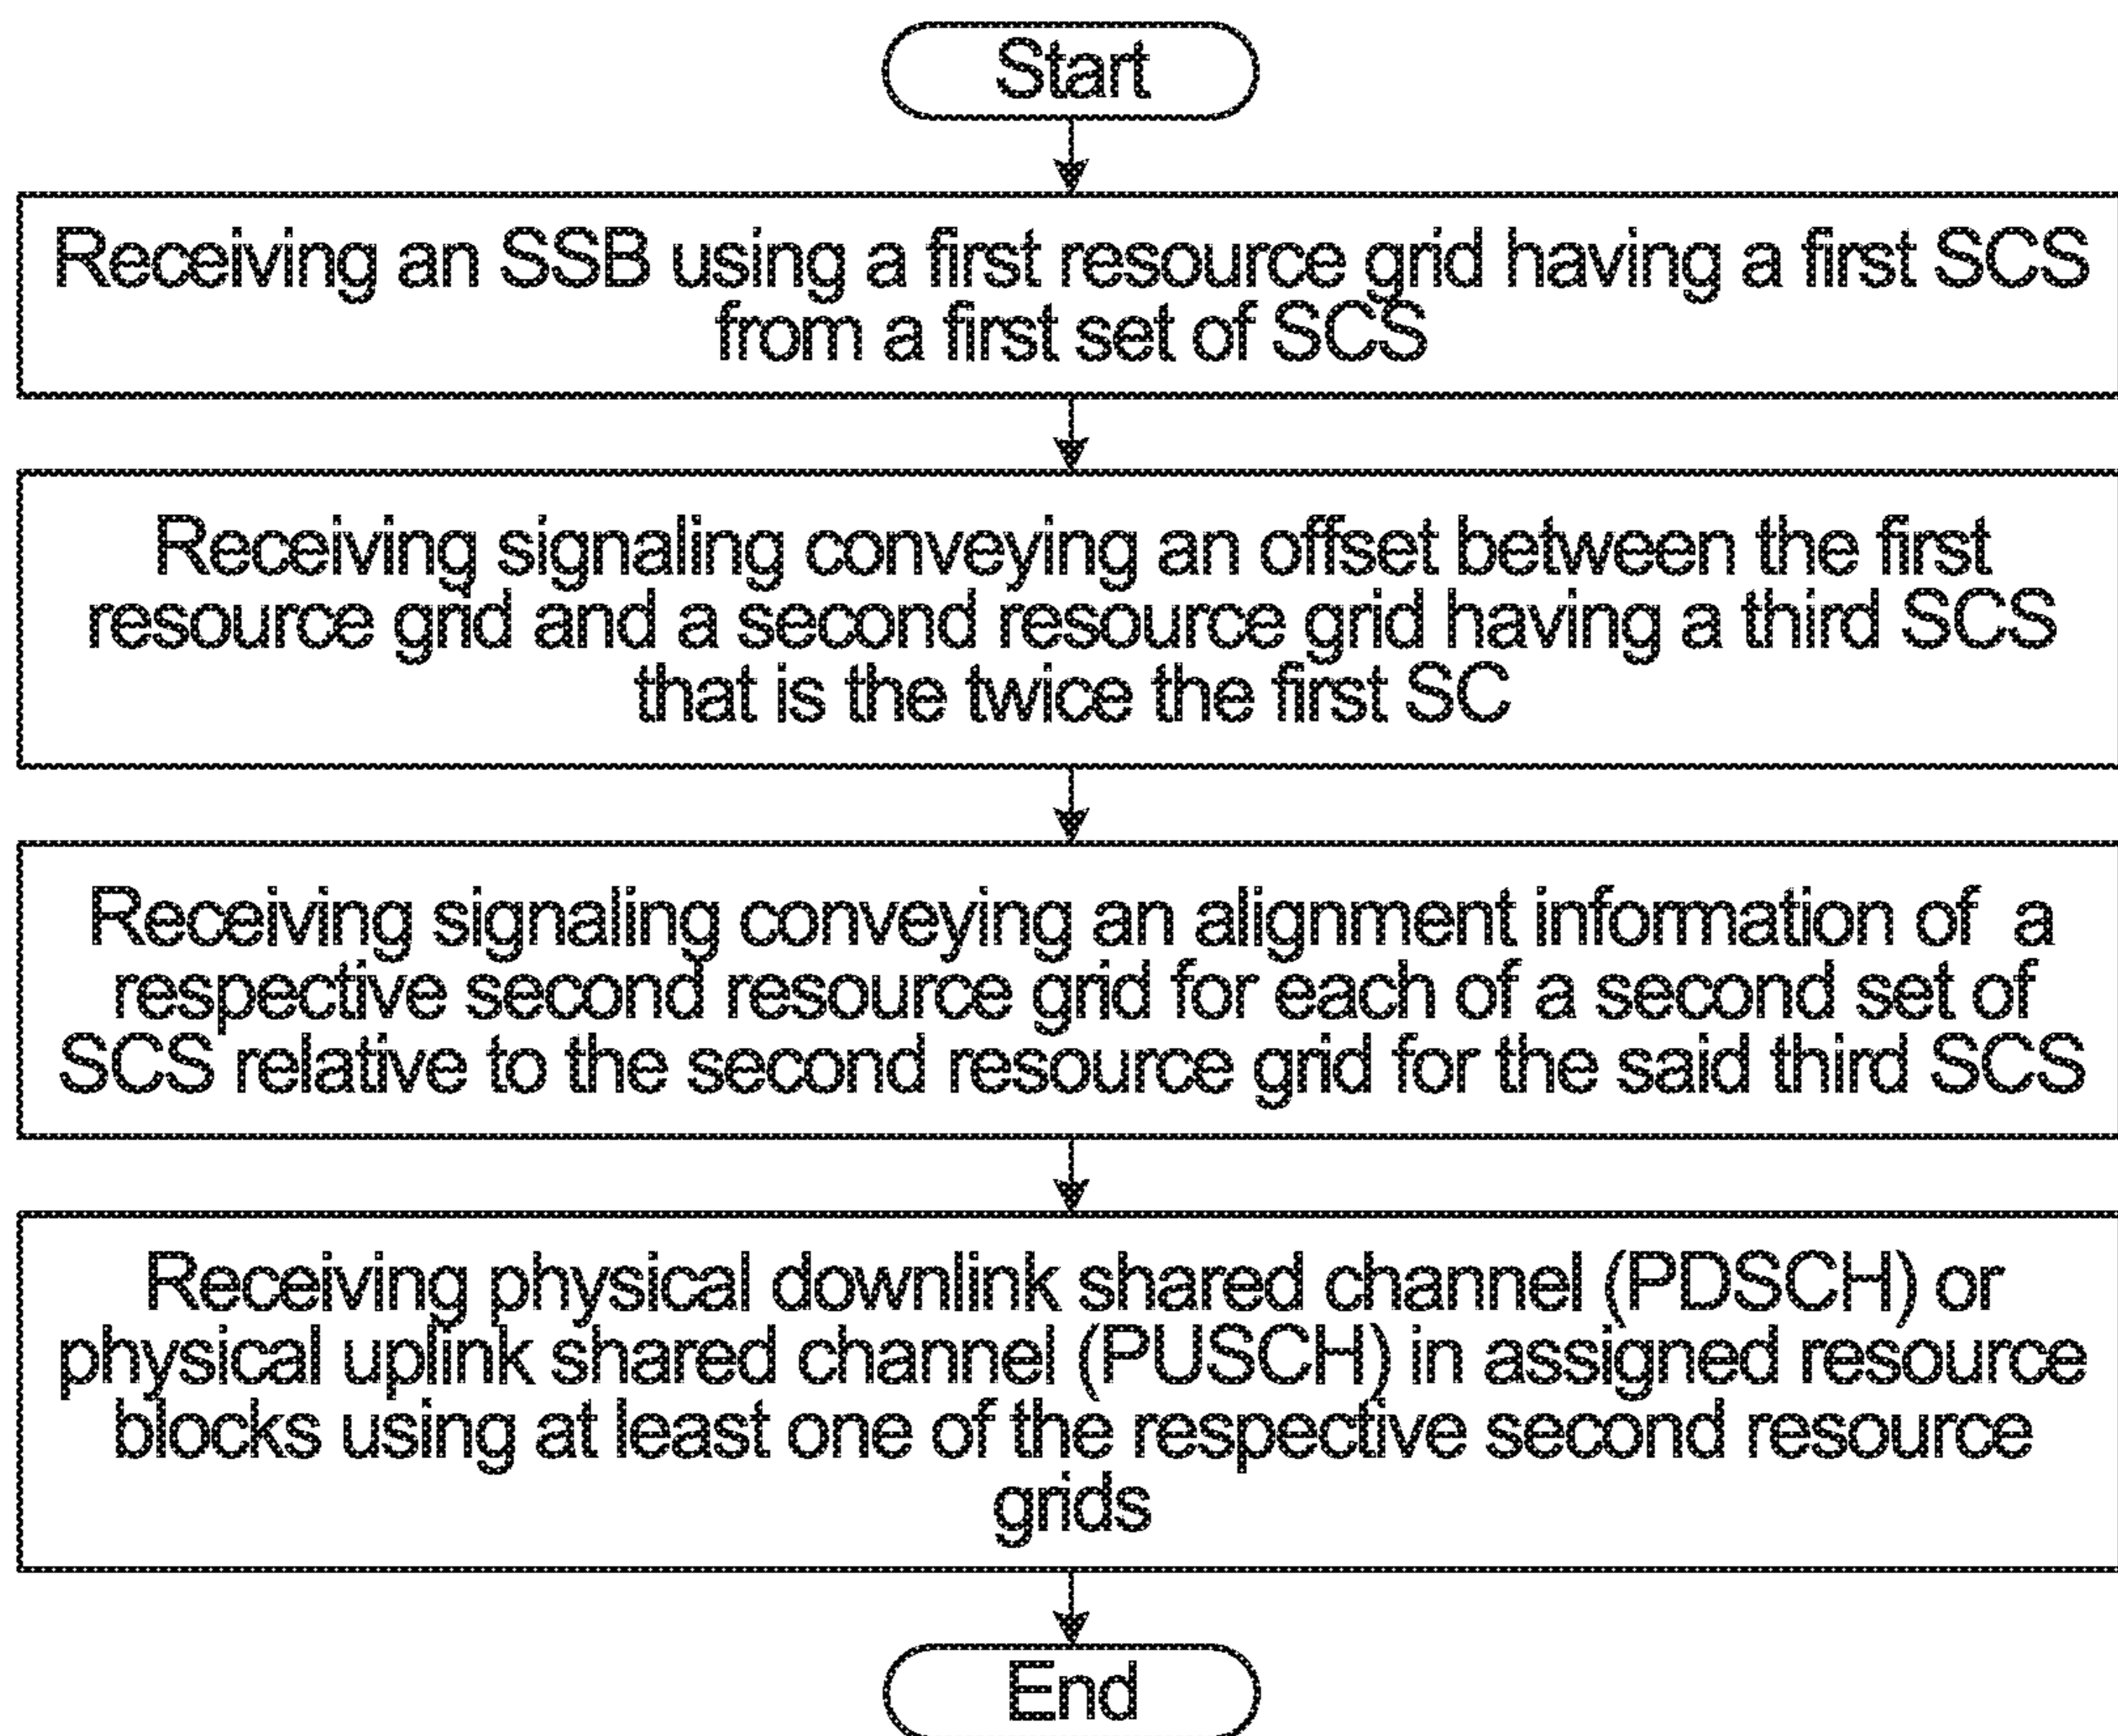 Start
Receiving an SSB using a first resource grid having a first SCS
from a first set of SCS
Receiving signaling conveying an offset between the first
resource grid and a second resource grid having a third SCS
that is the twice the first SC
Receiving signaling conveying an alignment information of a
respective second resource grid for each of a second set of
SCS relative to the second resource grid for the said third SCS
Receiving physical downlink shared channel (PDSCH) or
physical uplink shared channel (PUSCH) in assigned resource
blocks using at least one of the respective second resource
grids
End